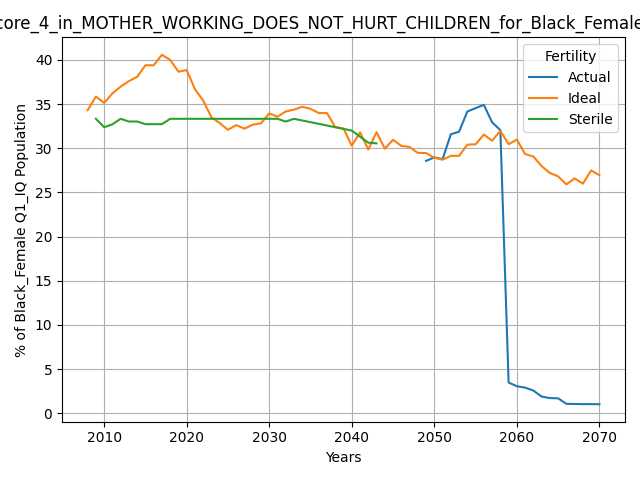 core_4_in_MOTHER_WORKING_DOES_NOT_HURT_CHILDREN_for_Black_Female
Fertility
Actual
Ideal
Sterile
% of Black_Female Q1_IQ Population
40
35
30
25
20
15
10
5
0
2010 2020 2030 2040 2050 2060 2070
Years